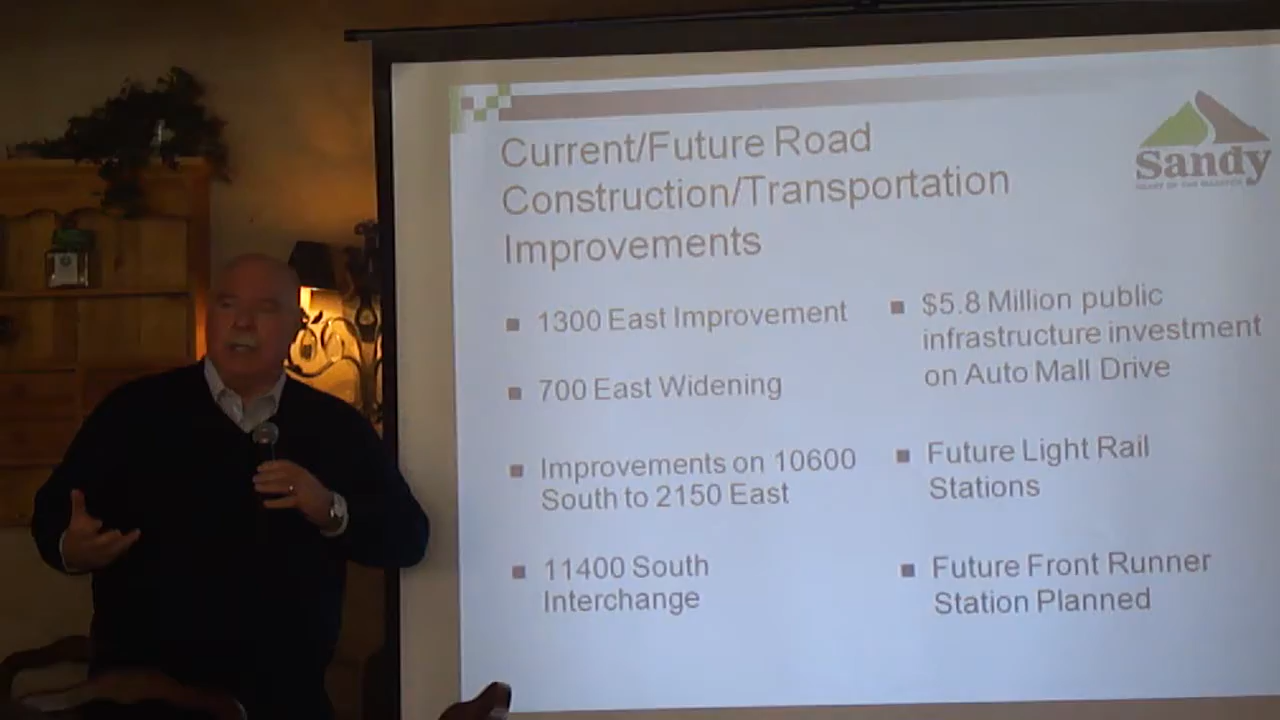 Current/Future Road
Construction/Transportation
Improvements
Sandy
1300 East Improvement
700 East Widening
Improvements on 10600
South to 2150 East
11400 South
Interchange
$5.8 Million public
infrastructure investment
on Auto Mall Drive
Future Light Rail
Stations
Future Front Runner
Station Planned